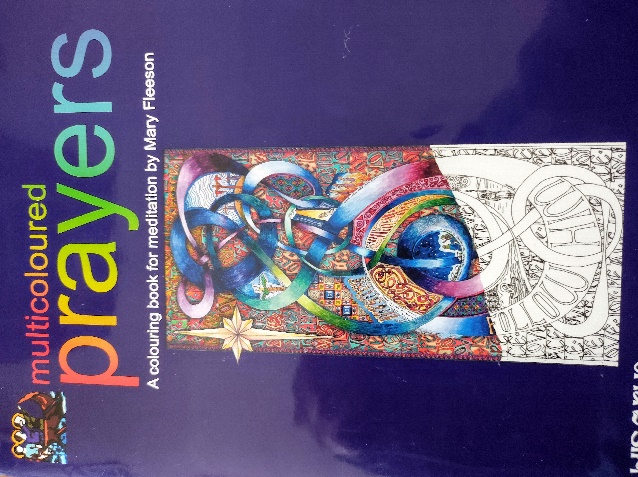 multicoloured
prayers
A colouring book for meditation by Mary Fleeson